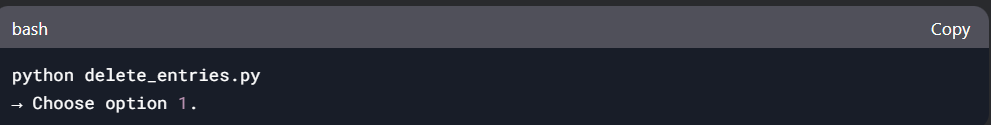 bash Copy
python delete_entries.py
→ Choose option 1.